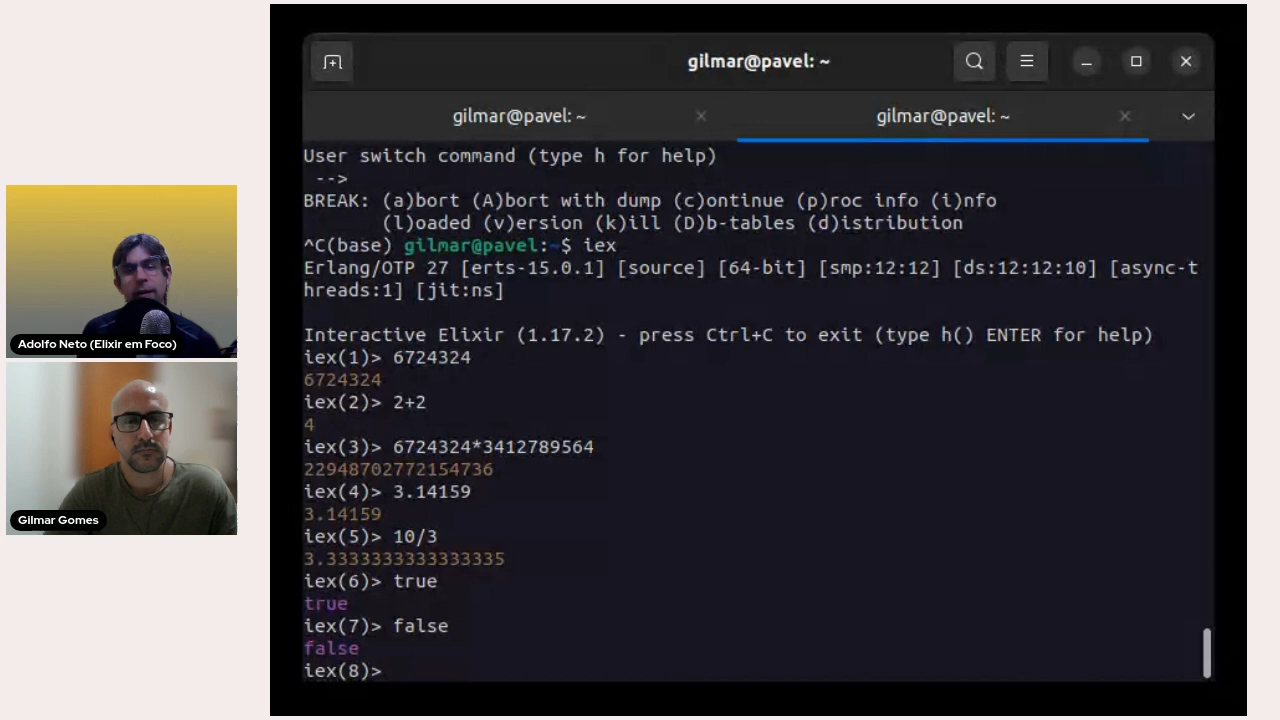 gilmar@pavel: ~
gilmar@pavel: ~
gilmar@pavel: ~
User switch command (type h for help)
-->
BREAK: (a)bort (A)bort with dump (c)ontinue (p)roc info (i)nfo
(l)oaded (v)ersion (k)ill (D)b-tables (d)istribution
^C(base) gilmar@pavel:~$ iex
Erlang/OTP 27 [erts-15.0.1] [source] [64-bit] [smp:12:12] [ds:12:12:10] [async-t
hreads:1] [jit:ns]
Interactive Elixir (1.17.2) - press Ctrl+C to exit (type h() ENTER for help)
iex(1)> 6724324
6724324
iex(2)> 2+2
4
iex(3)> 6724324*3412789564
22948702772154736
iex(4)> 3.14159
3.14159
iex(5)> 10/3
3.3333333333333335
iex(6)> true
true
iex(7)> false
false
iex(8)>
Adolfo Neto (Elixir em Foco)
Gilmar Gomes